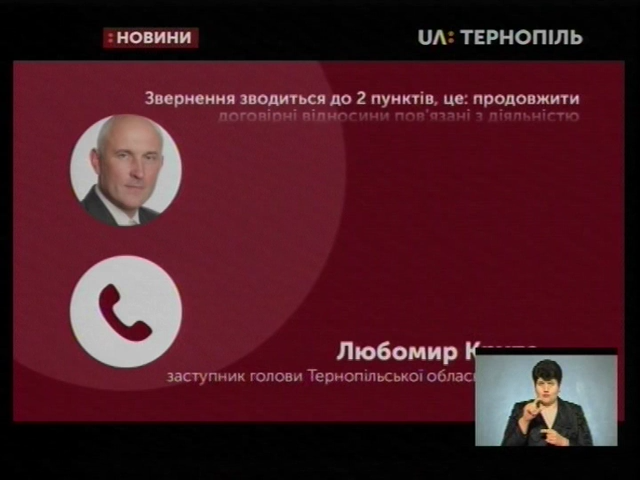 :НОВИНИ
UA: ТЕРНОПІЛЬ
Звернення зводиться до 2 пунктів, це: продовжити
договірні відносини пов'язані з діяльністю
Любомир
заступник голови Тернопільської